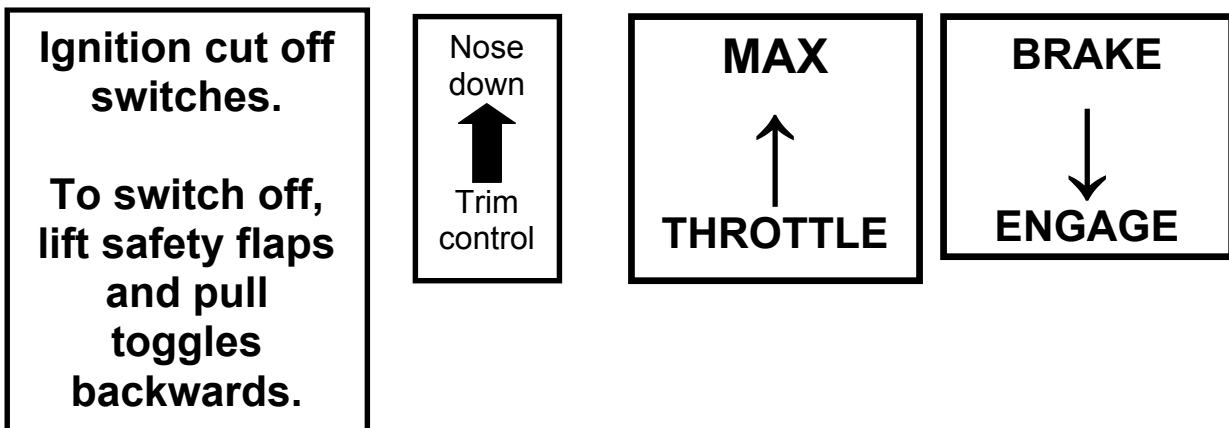 Ignition cut off
switches.
To switch off,
lift safety flaps
and pull
toggles
backwards.
Nose
down
Trim
control
MAX
THROTTLE
BRAKE
ENGAGE